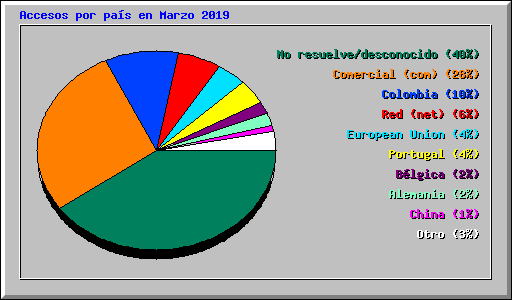 Accesos por país en Marzo 2019
No resuelve/desconocido (40%)
Comercial (com) (28%)
Colombia (10%)
Red (net) (6%)
European Union (4%)
Portugal (4%)
Bélgica (2%)
Alemania (2%)
China (1%)
Otro (3%)